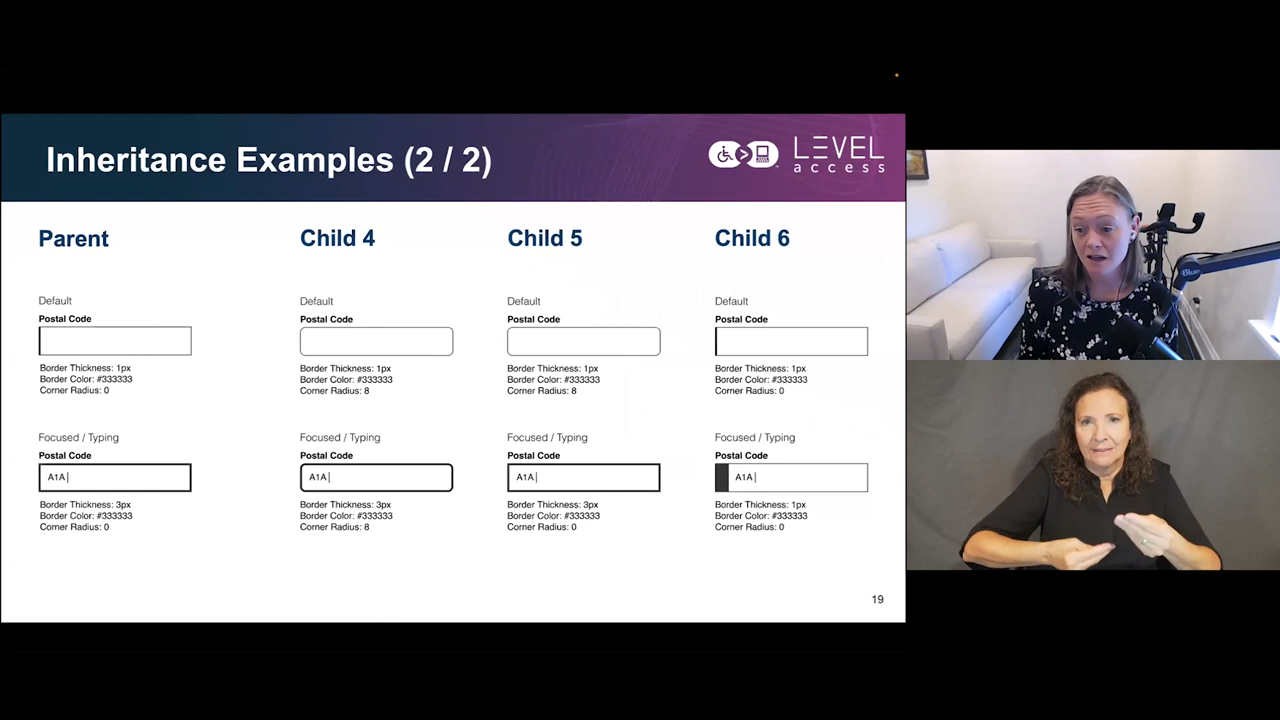 Inheritance Examples (2 / 2)
LEVEL
access
Parent
Default
Postal Code
Border Thickness: 1px
Border Color: #333333
Corner Radius: 0
Focused / Typing
Postal Code
A1A
Border Thickness: 3px
Border Color: #333333
Corner Radius: 0
Child 4
Default
Postal Code
Border Thickness: 1px
Border Color: #333333
Corner Radius: 8
Focused / Typing
Postal Code
A1A
Border Thickness: 3px
Border Color: #333333
Corner Radius: 8
Child 5
Default
Postal Code
Border Thickness: 1px
Border Color: #333333
Corner Radius: 8
Focused / Typing
Postal Code
A1A
Border Thickness: 3px
Border Color: #333333
Corner Radius: 0
Child 6
Default
Postal Code
Border Thickness: 1px
Border Color: #333333
Corner Radius: 0
Focused / Typing
Postal Code
A1A
Border Thickness: 1px
Border Color: #333333
Corner Radius: 0
19